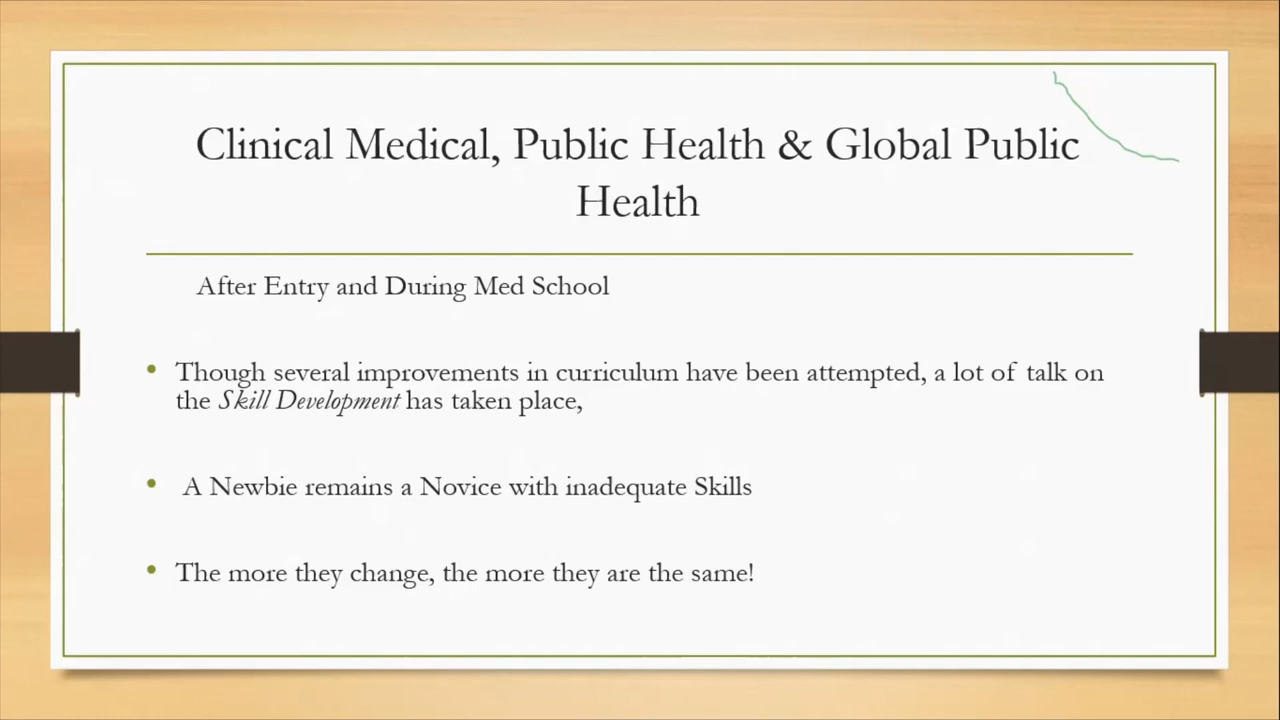 Clinical Medical, Public Health & Global Public
Health
After Entry and During Med School
• Though several improvements in curriculum have been attempted, a lot of talk on
the Skill Development has taken place,
• A Newbie remains a Novice with inadequate Skills
• The more they change, the more they are the same!